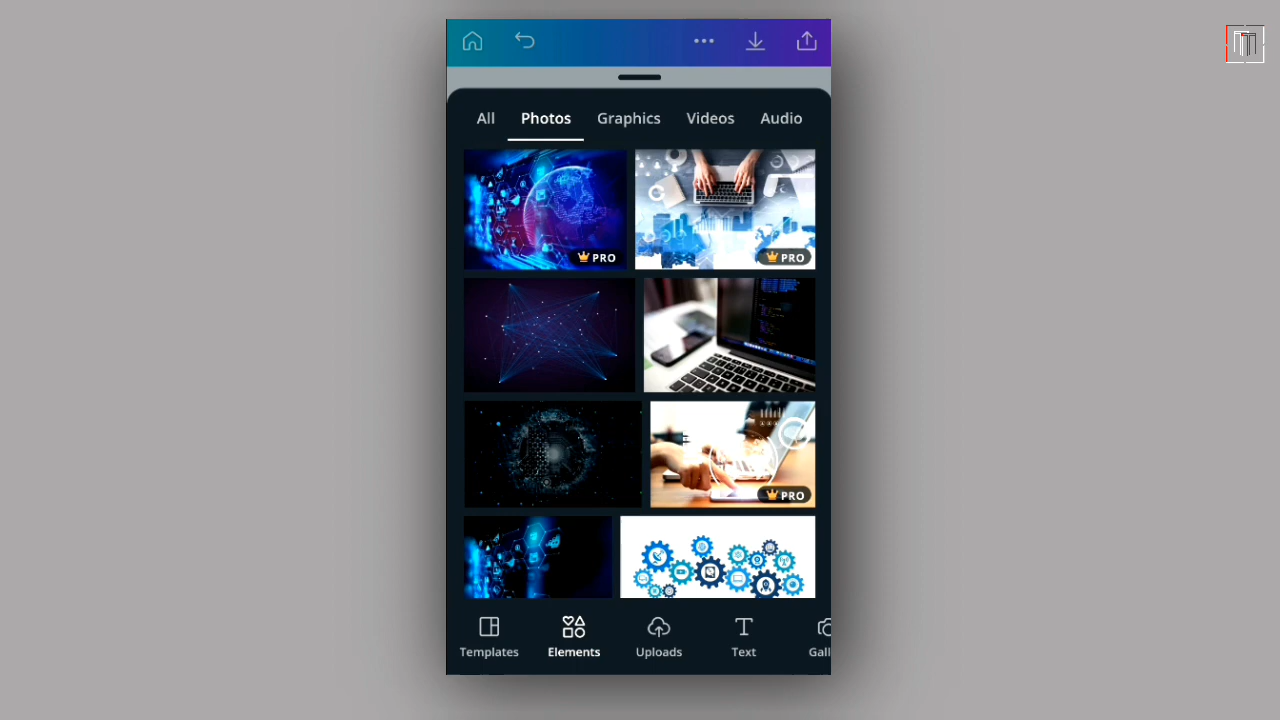 All Photos Graphics Videos Audio
PRO PRO
PRO
Templates Elements Uploads Text Gall